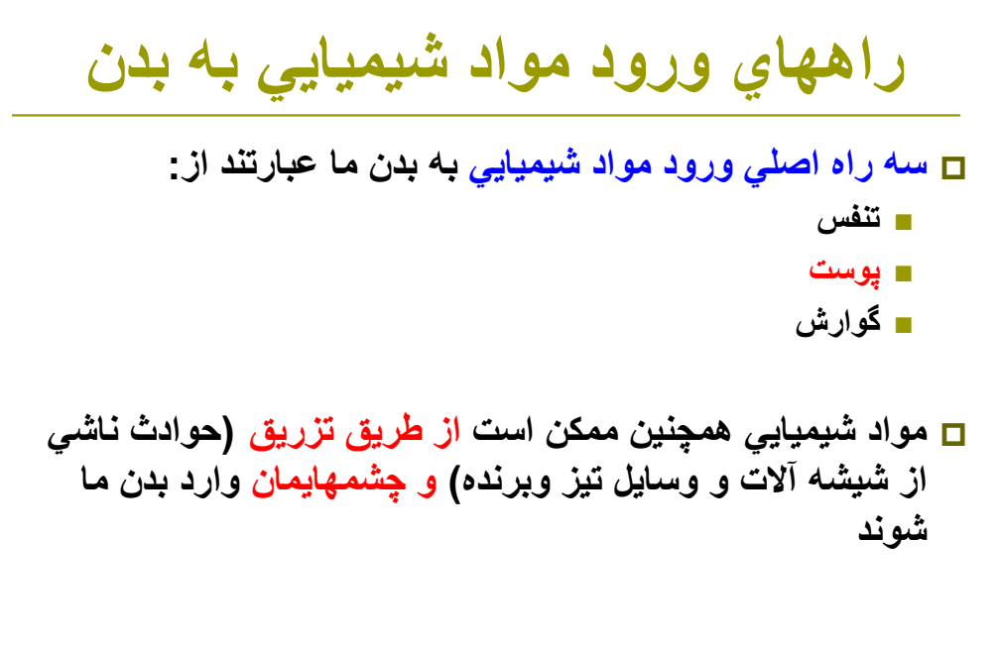 راههاي ورود مواد شيميايي به بدن
سه راه اصلي ورود مواد شيميايي به بدن ما عبارتند از:
تنفس
پوست
گوارش
مواد شيميايي همچنين ممكن است از طريق تزريق (حوادث ناشي
از شيشه آلات و وسايل تيز وبرنده) و چشمهايمان وارد بدن ما
شوند